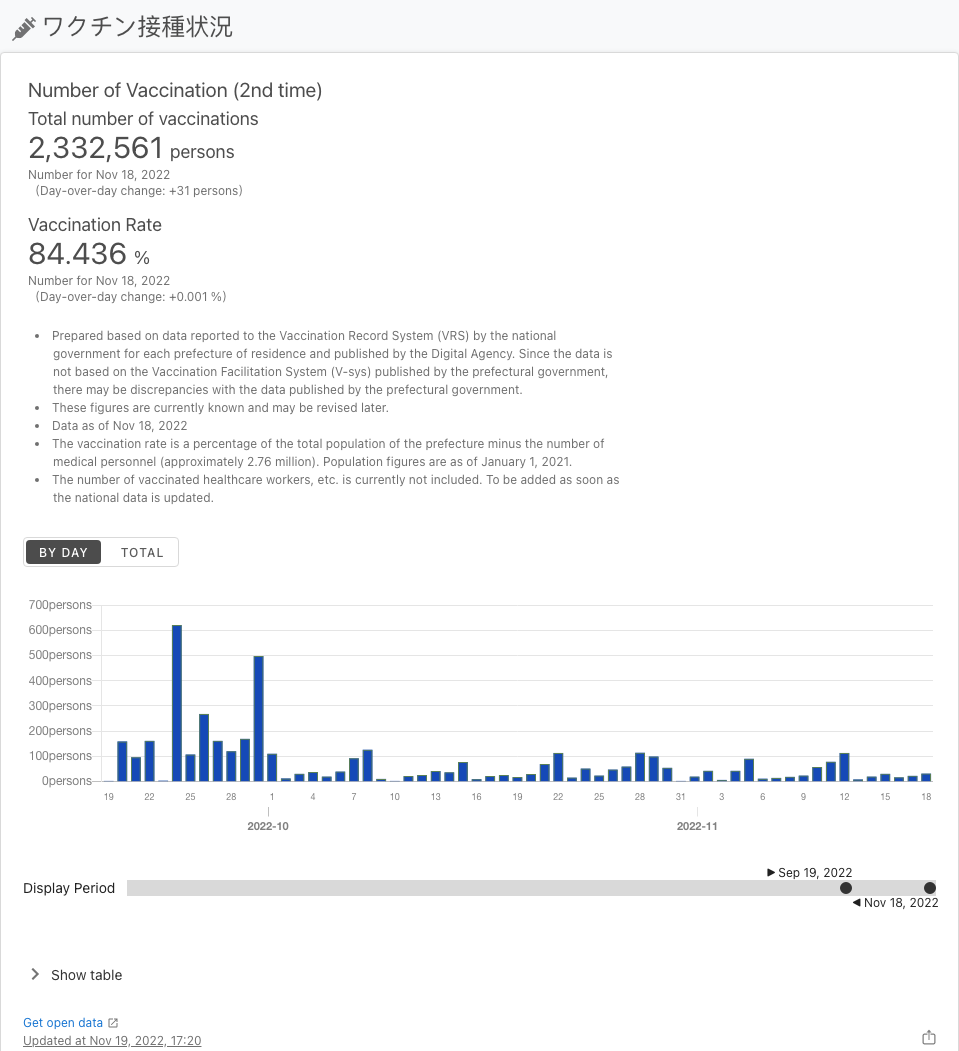 ワクチン接種状況
Number of Vaccination (2nd time)
Total number of vaccinations
2,332,561 persons
Number for Nov 18, 2022
(Day-over-day change: +31 persons)
Vaccination Rate
84.436 %
Number for Nov 18, 2022
(Day-over-day change: +0.001 %)
• Prepared based on data reported to the Vaccination Record System (VRS) by the national
government for each prefecture of residence and published by the Digital Agency. Since the data is
not based on the Vaccination Facilitation System (V-sys) published by the prefectural government,
there may be discrepancies with the data published by the prefectural government.
• These figures are currently known and may be revised later.
• Data as of Nov 18, 2022
• The vaccination rate is a percentage of the total population of the prefecture minus the number of
medical personnel (approximately 2.76 million). Population figures are as of January 1, 2021.
• The number of vaccinated healthcare workers, etc. is currently not included. To be added as soon as
the national data is updated.
BY DAY TOTAL
700persons
600persons
500persons
400persons
300persons
200persons
100persons
0persons
19 22 25 28 1 4 7 10 13 16 19 22 25 28 31 3 6 9 12 15 18
2022-10 2022-11
Sep 19, 2022
Display Period
Nov 18, 2022
Show table
Get open data
Updated at Nov 19, 2022, 17:20